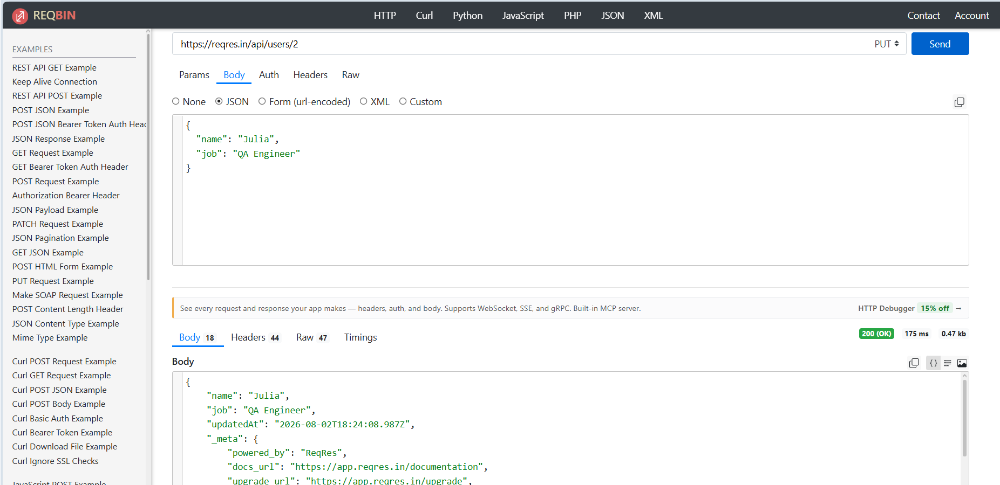 REQBIN
HTTP Curl Python JavaScript PHP JSON XML
Contact Account
EXAMPLES
REST API GET Example
Keep Alive Connection
REST API POST Example
POST JSON Example
POST JSON Bearer Token Auth
JSON Response Example
GET Request Example
GET Bearer Token Auth Header
POST Request Example
Authorization Bearer Header
JSON Payload Example
PATCH Request Example
JSON Pagination Example
GET JSON Example
POST HTML Form Example
PUT Request Example
Make SOAP Request Example
POST Content Length Header
JSON Content Type Example
Mime Type Example
Curl POST Request Example
Curl GET Request Example
Curl POST JSON Example
Curl POST Body Example
Curl Basic Auth Example
Curl Bearer Token Example
Curl Download File Example
Curl Ignore SSL Checks
JavaScript POST Example
https://reqres.in/api/users/2 PUT Send
Params Body Auth Headers Raw
None JSON Form (url-encoded) XML Custom
{
"name": "Julia",
"job": "QA Engineer"
}
See every request and response your app makes — headers, auth, and body. Supports WebSocket, SSE, and gRPC. Built-in MCP server. HTTP Debugger 15% off →
Body 18 Headers 44 Raw 47 Timings 200 (OK) 175 ms 0.47 kb
Body {}
{
"name": "Julia",
"job": "QA Engineer",
"updatedAt": "2026-08-02T18:24:08.987Z",
"_meta": {
"powered_by": "ReqRes",
"docs_url": "https://app.reqres.in/documentation",
"upgrade_url": "https://app.reqres.in/upgrade",